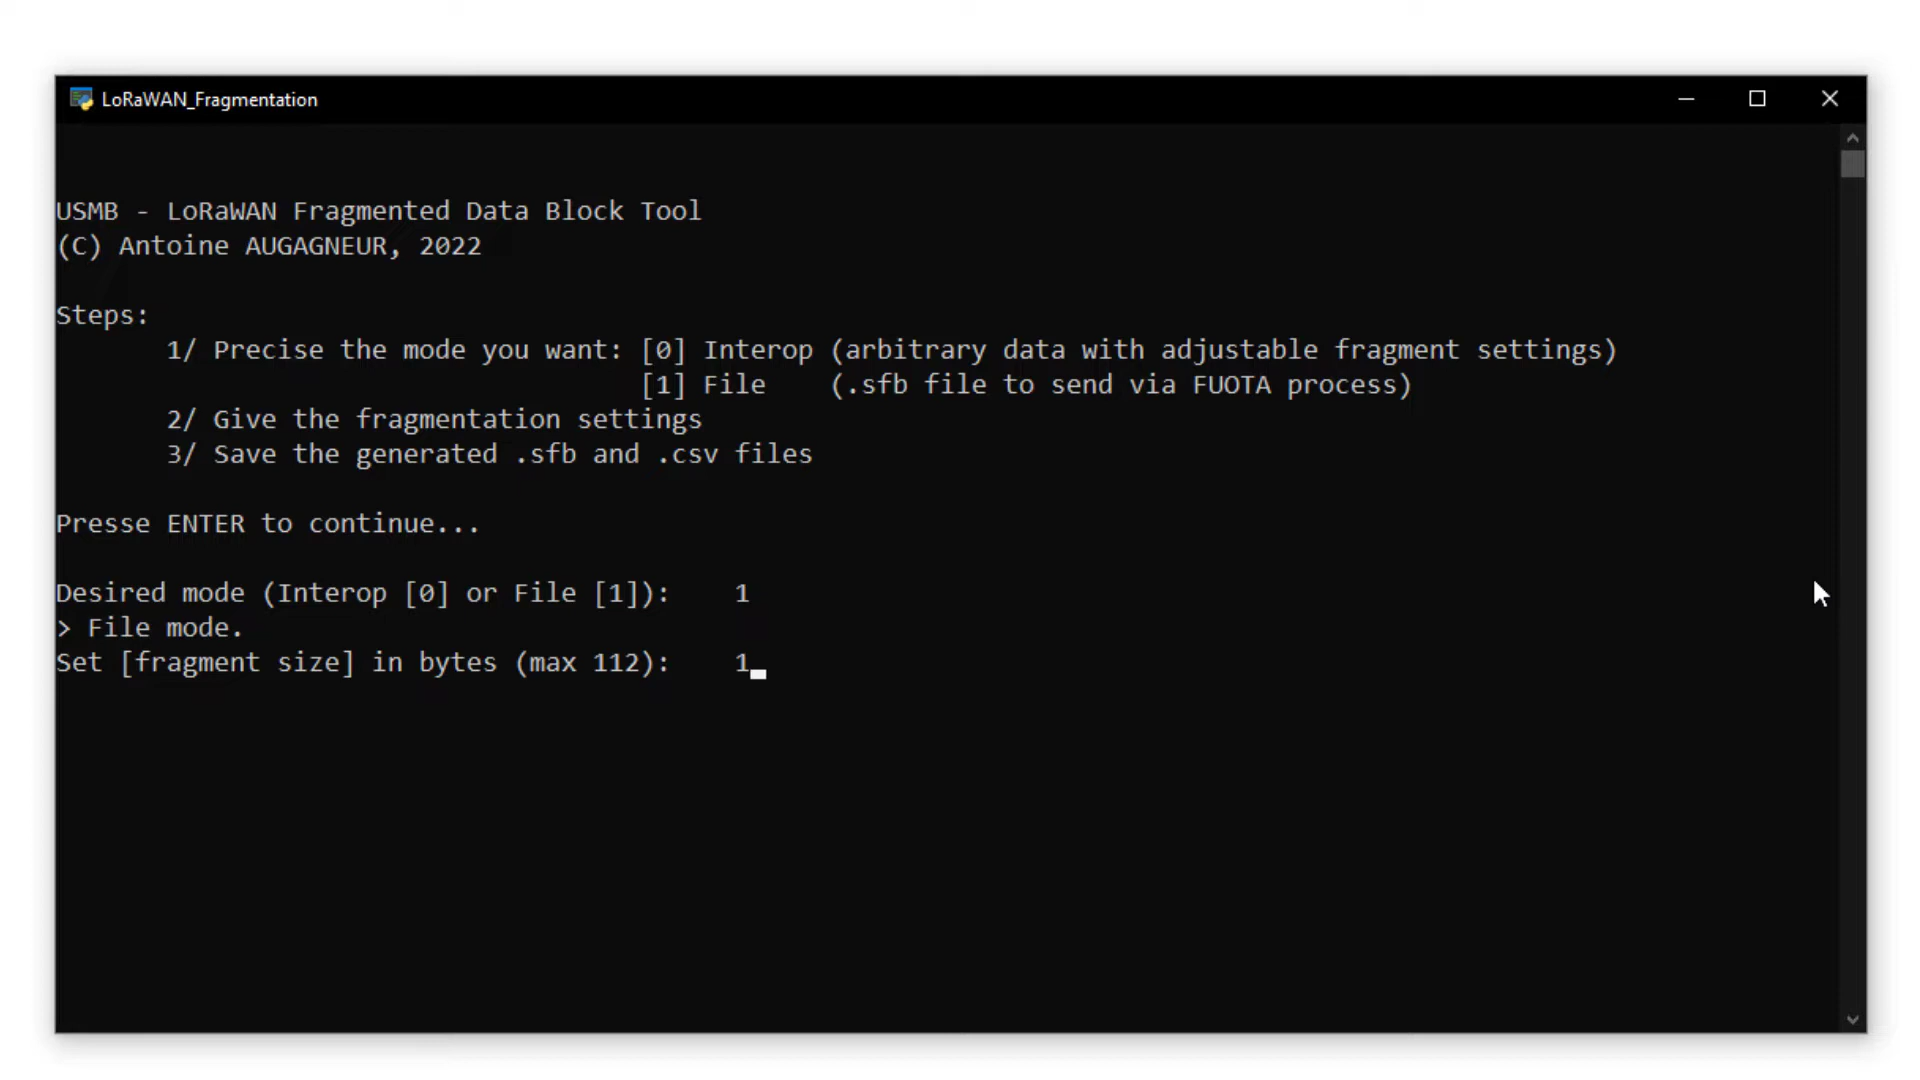 LoRaWAN_Fragmentation
USMB - LoRaWAN Fragmented Data Block Tool
(C) Antoine AUGAGNEUR, 2022
Steps:
1/ Precise the mode you want: [0] Interop (arbitrary data with adjustable fragment settings)
[1] File (.sfb file to send via FUOTA process)
2/ Give the fragmentation settings
3/ Save the generated .sfb and .csv files
Presse ENTER to continue...
Desired mode (Interop [0] or File [1]): 1
> File mode.
Set [fragment size] in bytes (max 112): 1